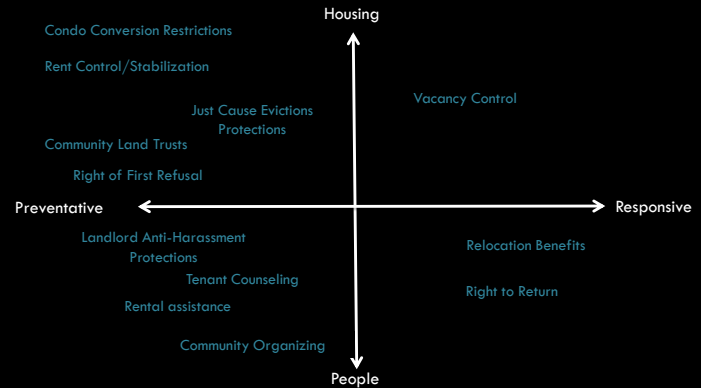 Housing
Condo Conversion Restrictions
Rent Control/Stabilization
Vacancy Control
Just Cause Evictions
Protections
Community Land Trusts
Right of First Refusal
Preventative
Responsive
Landlord Anti-Harassment
Protections
Relocation Benefits
Tenant Counseling
Right to Return
Rental assistance
Community Organizing
People